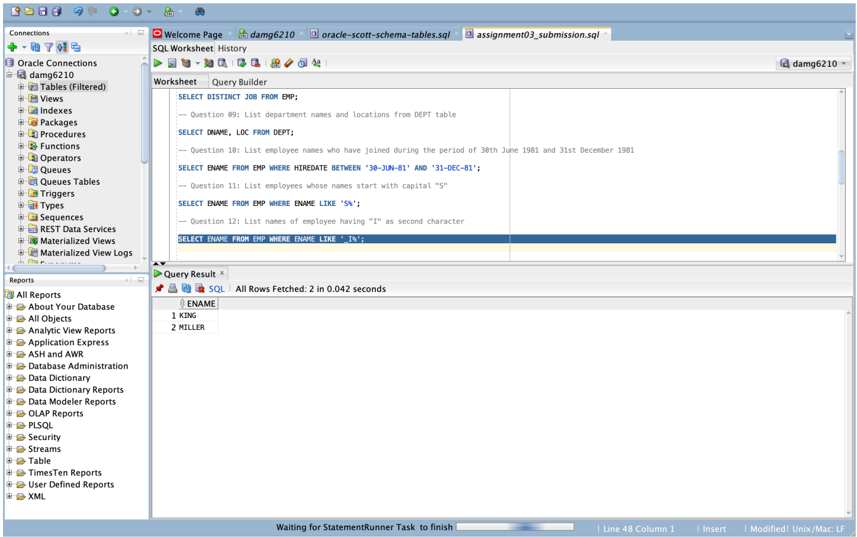 Connections
Welcome Page
damg6210
oracle-scott-schema-tables.sql
assignment03_submission.sql
SQL Worksheet History
damg6210
Worksheet Query Builder
Oracle Connections
damg6210
Tables (Filtered)
Views
Indexes
Packages
Procedures
Functions
Operators
Queues
Queues Tables
Triggers
Types
Sequences
REST Data Services
Materialized Views
Materialized View Logs
SELECT DISTINCT JOB FROM EMP;
-- Question 09: List department names and locations from DEPT table
SELECT DNAME, LOC FROM DEPT;
-- Question 10: List employee names who have joined during the period of 30th June 1981 and 31st December 1981
SELECT ENAME FROM EMP WHERE HIREDATE BETWEEN '30-JUN-81' AND '31-DEC-81';
-- Question 11: List employees whose names start with capital "S"
SELECT ENAME FROM EMP WHERE ENAME LIKE 'S%';
-- Question 12: List names of employee having "I" as second character
SELECT ENAME FROM EMP WHERE ENAME LIKE '_I%';
Reports
All Reports
About Your Database
All Objects
Analytic View Reports
Application Express
ASH and AWR
Database Administration
Data Dictionary
Data Dictionary Reports
Data Modeler Reports
OLAP Reports
PLSQL
Security
Streams
Table
TimesTen Reports
User Defined Reports
XML
Query Result
SQL All Rows Fetched: 2 in 0.042 seconds
ENAME
1 KING
2 MILLER
Waiting for StatementRunner Task to finish
Line 48 Column 1
Insert
Modified
Unix/Mac: LF